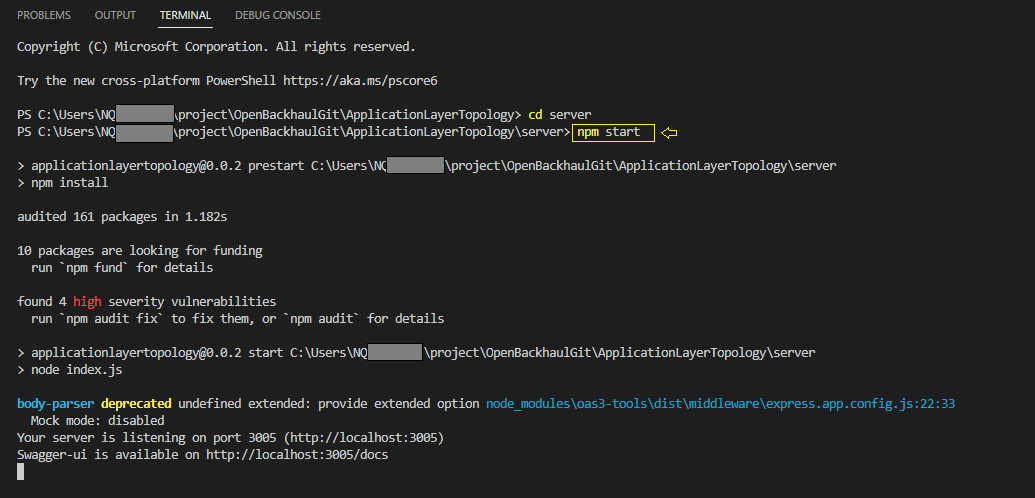 PROBLEMS OUTPUT TERMINAL DEBUG CONSOLE
Copyright (C) Microsoft Corporation. All rights reserved.
Try the new cross-platform PowerShell https://aka.ms/pscore6
PS C:\Users\NQ \project\OpenBackhaulGit\ApplicationLayerTopology> cd server
PS C:\Users\NQ \project\OpenBackhaulGit\ApplicationLayerTopology\server> npm start
> applicationlayertopology@0.0.2 prestart C:\Users\NQ \project\OpenBackhaulGit\ApplicationLayerTopology\server
> npm install
audited 161 packages in 1.182s
10 packages are looking for funding
run `npm fund` for details
found 4 high severity vulnerabilities
run `npm audit fix` to fix them, or `npm audit` for details
> applicationlayertopology@0.0.2 start C:\Users\NQ \project\OpenBackhaulGit\ApplicationLayerTopology\server
> node index.js
body-parser deprecated undefined extended: provide extended option node_modules\oas3-tools\dist\middleware\express.app.config.js:22:33
Mock mode: disabled
Your server is listening on port 3005 (http://localhost:3005)
Swagger-ui is available on http://localhost:3005/docs